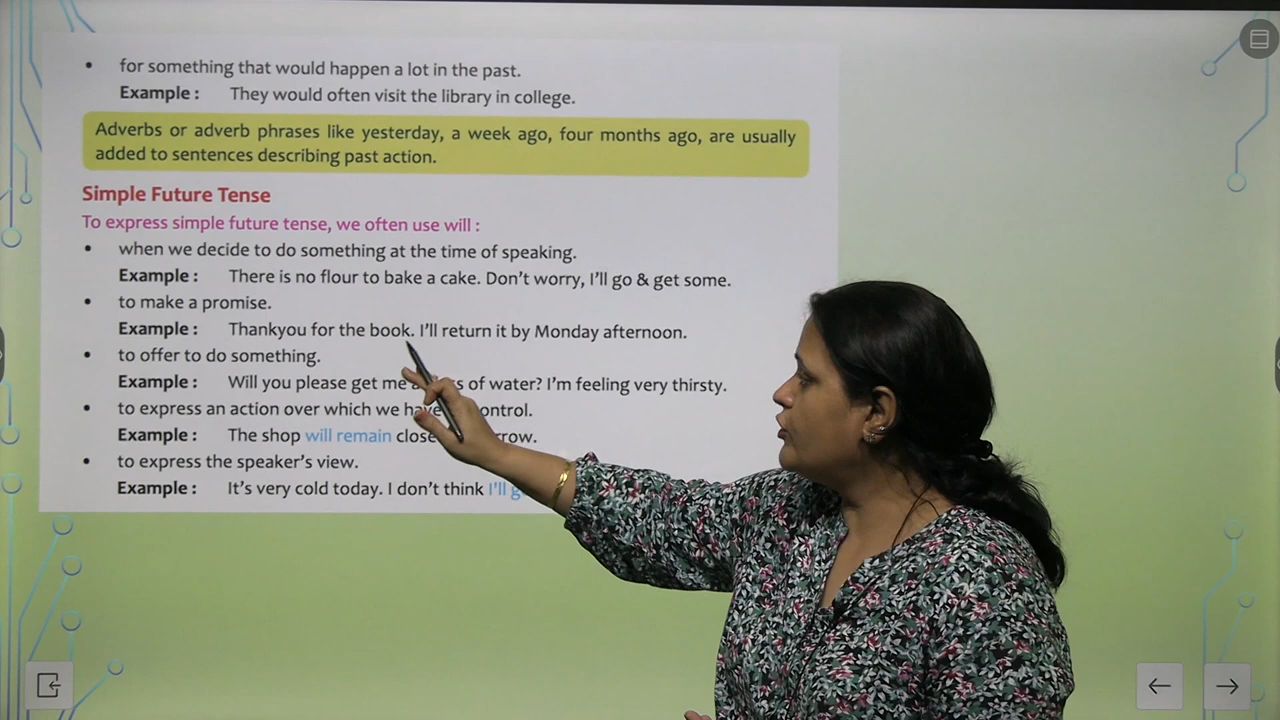 • for something that would happen a lot in the past.
Example : They would often visit the library in college.
Adverbs or adverb phrases like yesterday, a week ago, four months ago, are usually
added to sentences describing past action.
Simple Future Tense
To express simple future tense, we often use will :
• when we decide to do something at the time of speaking.
Example : There is no flour to bake a cake. Don't worry, I'll go & get some.
• to make a promise.
Example : Thankyou for the book. I'll return it by Monday afternoon.
• to offer to do something.
Example : Will you please get me of water? I'm feeling very thirsty.
• to express an action over which we have
Example : The shop will remain
• to express the speaker's view.
Example : It's very cold today. I don't think I'll